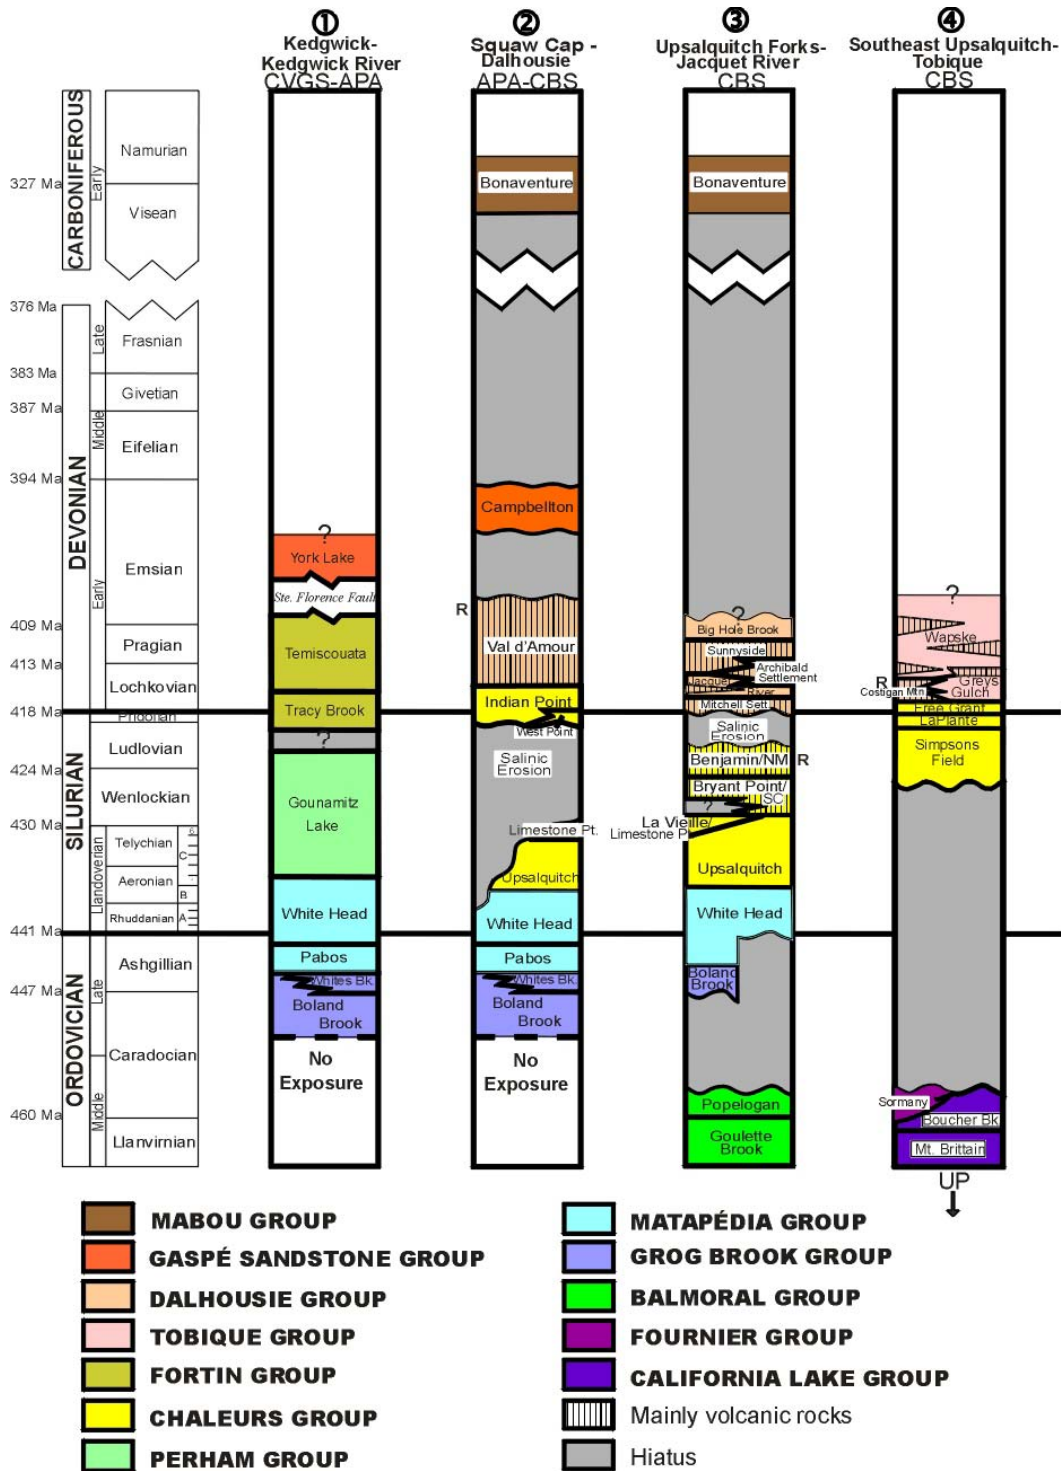 ①
Kedgwick-
Kedgwick River
CVGS-APA
②
Squaw Cap -
Dalhousie
APA-CBS
③
Upsalquitch Forks-
Jacquet River
CBS
④
Southeast Upsalquitch-
Tobique
CBS
CARBONIFEROUS
Early
Namurian
327 Ma
Visean
376 Ma
DEVONIAN
Late
Frasnian
383 Ma
Givetian
387 Ma
Middle
Eifelian
394 Ma
Early
Emsian
409 Ma
Pragian
413 Ma
Lochkovian
418 Ma
SILURIAN
Pridolian
Ludlovian
424 Ma
Wenlockian
430 Ma
Llandoverian
Telychian
6
C
Aeronian
B
Rhuddanian
A
441 Ma
ORDOVICIAN
Late
Ashgillian
447 Ma
Caradocian
Middle
460 Ma
Llanvirnian
?
York Lake
Ste. Florence Fault
Temiscouata
Tracy Brook
?
Gounamitz
Lake
White Head
Pabos
Whites Bk.
Boland
Brook
No
Exposure
Bonaventure
Campbellton
R
Val d'Amour
Indian Point
West Point
Salinic
Erosion
Limestone Pt.
Upsalquitch
White Head
Pabos
Whites Bk.
Boland
Brook
No
Exposure
Bonaventure
?
Big Hole Brook
Sunnyside
Archibald
Settlement
Jacquet
River
Mitchell Sett.
Salinic
Erosion
Benjamin/NM
R
Bryant Point/
SC
?
La Vieille/
Limestone Pt
Upsalquitch
White Head
Boland
Brook
Popelogan
Goulette
Brook
?
Wapske
R
Costigan Mtn.
Greys
Gulch
Free Grant
LaPlante
Simpsons
Field
Sormany
Boucher Bk
Mt. Brittain
UP
MABOU GROUP
GASPÉ SANDSTONE GROUP
DALHOUSIE GROUP
TOBIQUE GROUP
FORTIN GROUP
CHALEURS GROUP
PERHAM GROUP
MATAPÉDIA GROUP
GROG BROOK GROUP
BALMORAL GROUP
FOURNIER GROUP
CALIFORNIA LAKE GROUP
Mainly volcanic rocks
Hiatus